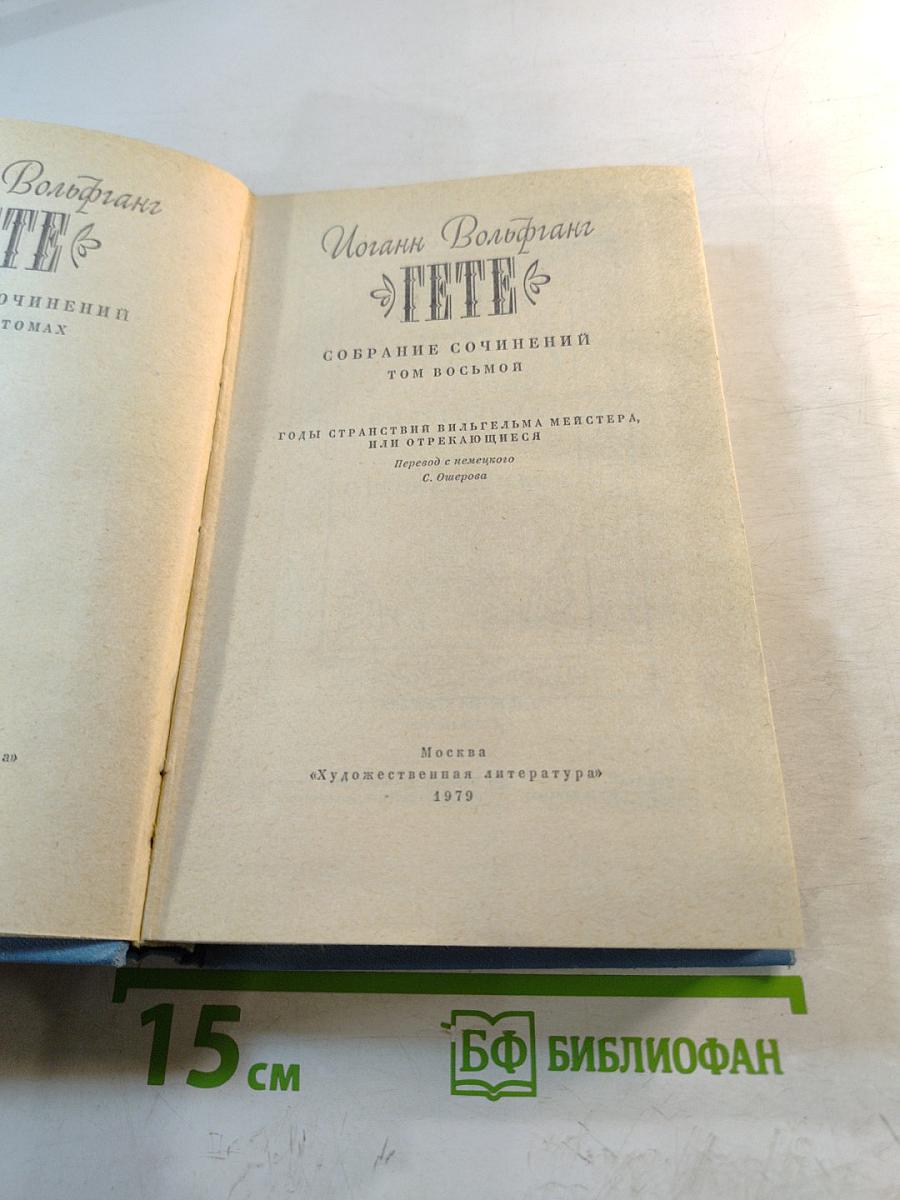 Вольфганг
ТЕ
ОЧИНЕНИЙ
ТОМАХ
а»
Иоганн Вольфганг
ГЕТЕ
СОБРАНИЕ СОЧИНЕНИЙ
ТОМ ВОСЬМОЙ
ГОДЫ СТРАНСТВИЙ ВИЛЬГЕЛЬМА МЕЙСТЕРА,
ИЛИ ОТРЕКАЮЩИЕСЯ
Перевод с немецкого
С. Ошерова
Москва
«Художественная литература»
1979
15 см
БФ БИБЛИОФАН